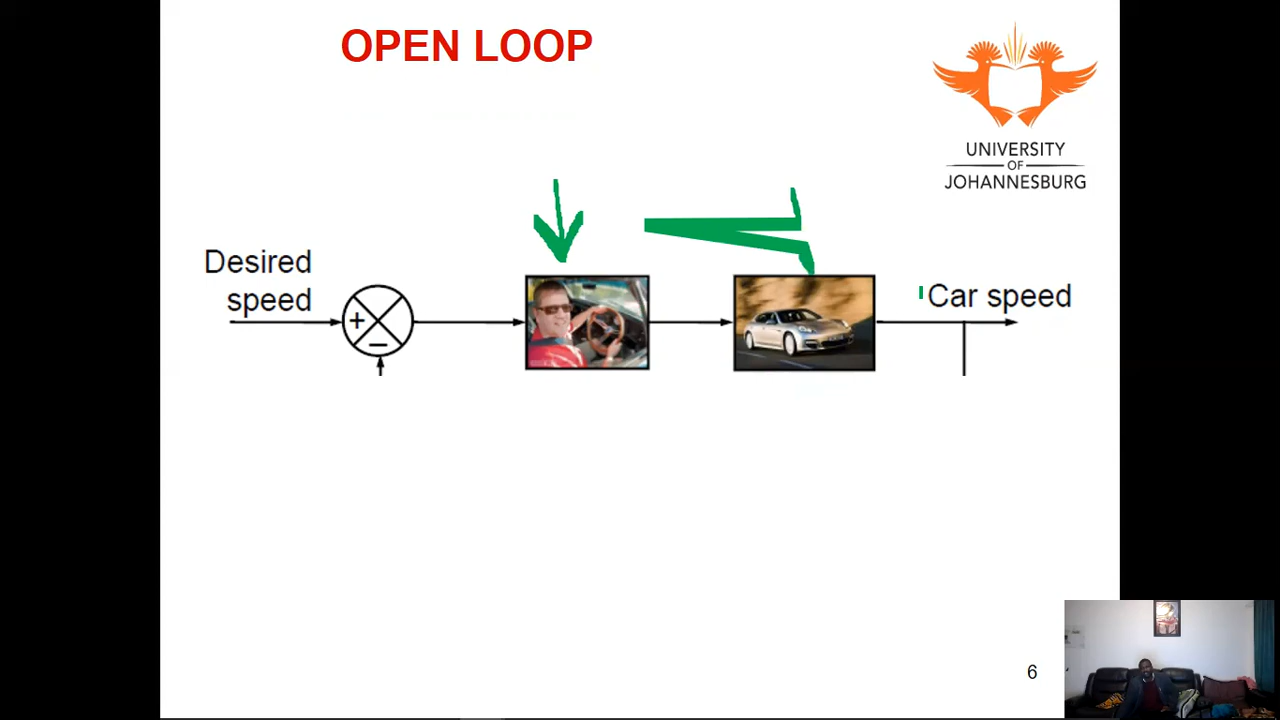 OPEN LOOP
UNIVERSITY
OF
JOHANNESBURG
Desired
speed
+
−
Car speed
6